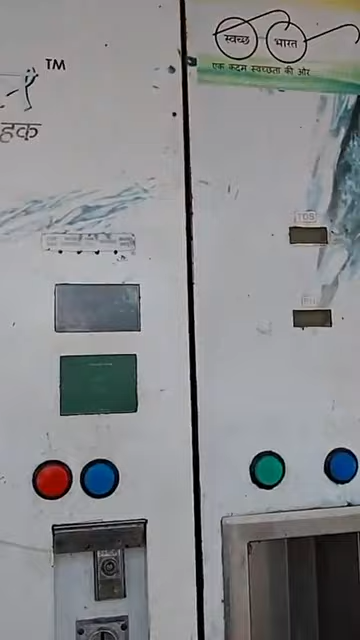 TM
हक
स्वच्छ भारत
एक कदम स्वच्छता की ओर
TDS
PH